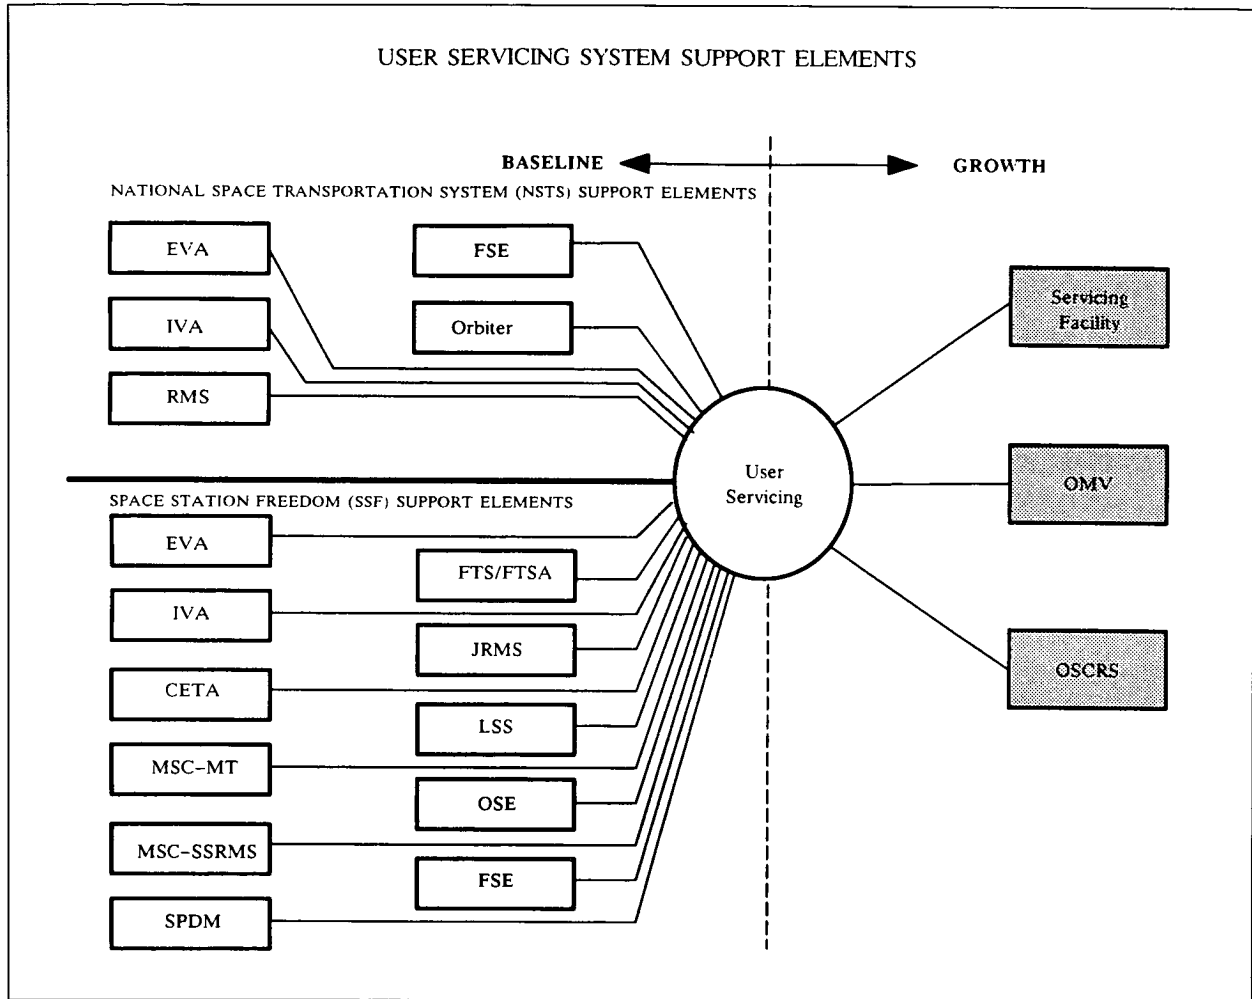 USER SERVICING SYSTEM SUPPORT ELEMENTS
BASELINE
GROWTH
NATIONAL SPACE TRANSPORTATION SYSTEM (NSTS) SUPPORT ELEMENTS
EVA
FSE
IVA
Orbiter
RMS
Servicing
Facility
User
Servicing
OMV
OSCRS
SPACE STATION FREEDOM (SSF) SUPPORT ELEMENTS
EVA
FTS/FTSA
IVA
JRMS
CETA
LSS
MSC-MT
OSE
MSC-SSRMS
FSE
SPDM